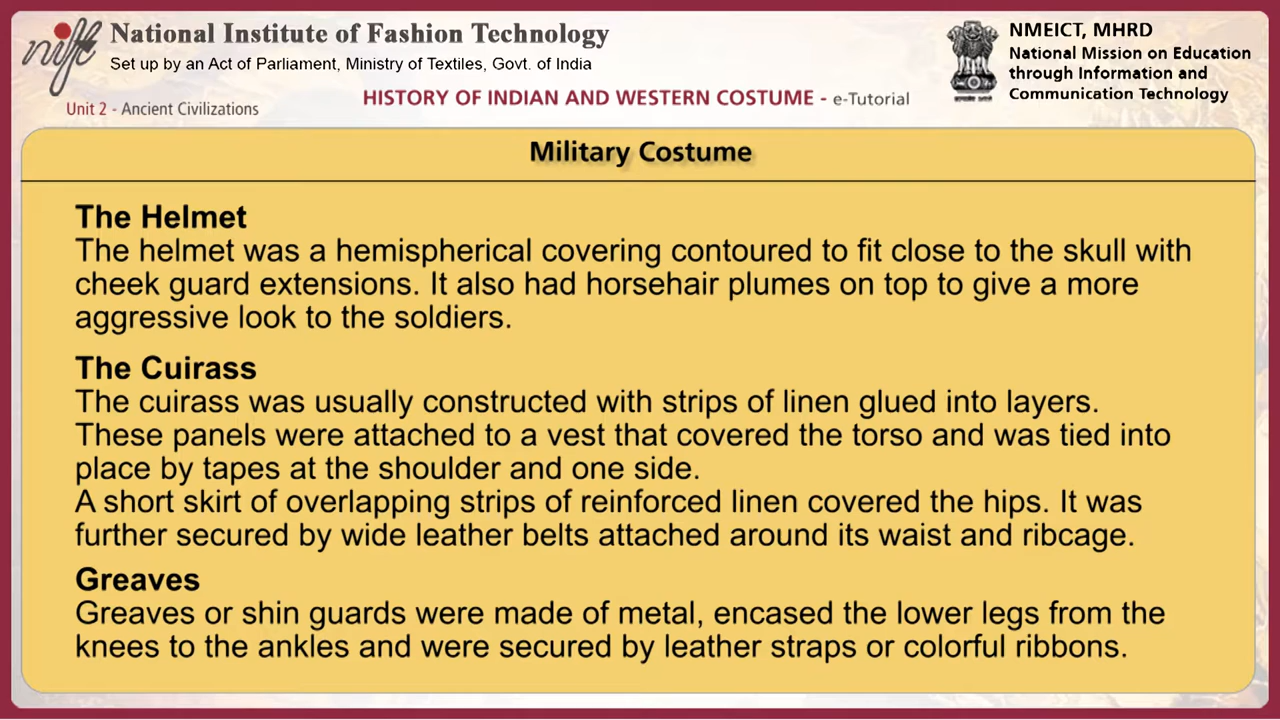 nift
National Institute of Fashion Technology
Set up by an Act of Parliament, Ministry of Textiles, Govt. of India
NMEICT, MHRD
National Mission on Education
through Information and
Communication Technology
Unit 2 - Ancient Civilizations
HISTORY OF INDIAN AND WESTERN COSTUME - e-Tutorial
Military Costume
The Helmet
The helmet was a hemispherical covering contoured to fit close to the skull with
cheek guard extensions. It also had horsehair plumes on top to give a more
aggressive look to the soldiers.
The Cuirass
The cuirass was usually constructed with strips of linen glued into layers.
These panels were attached to a vest that covered the torso and was tied into
place by tapes at the shoulder and one side.
A short skirt of overlapping strips of reinforced linen covered the hips. It was
further secured by wide leather belts attached around its waist and ribcage.
Greaves
Greaves or shin guards were made of metal, encased the lower legs from the
knees to the ankles and were secured by leather straps or colorful ribbons.